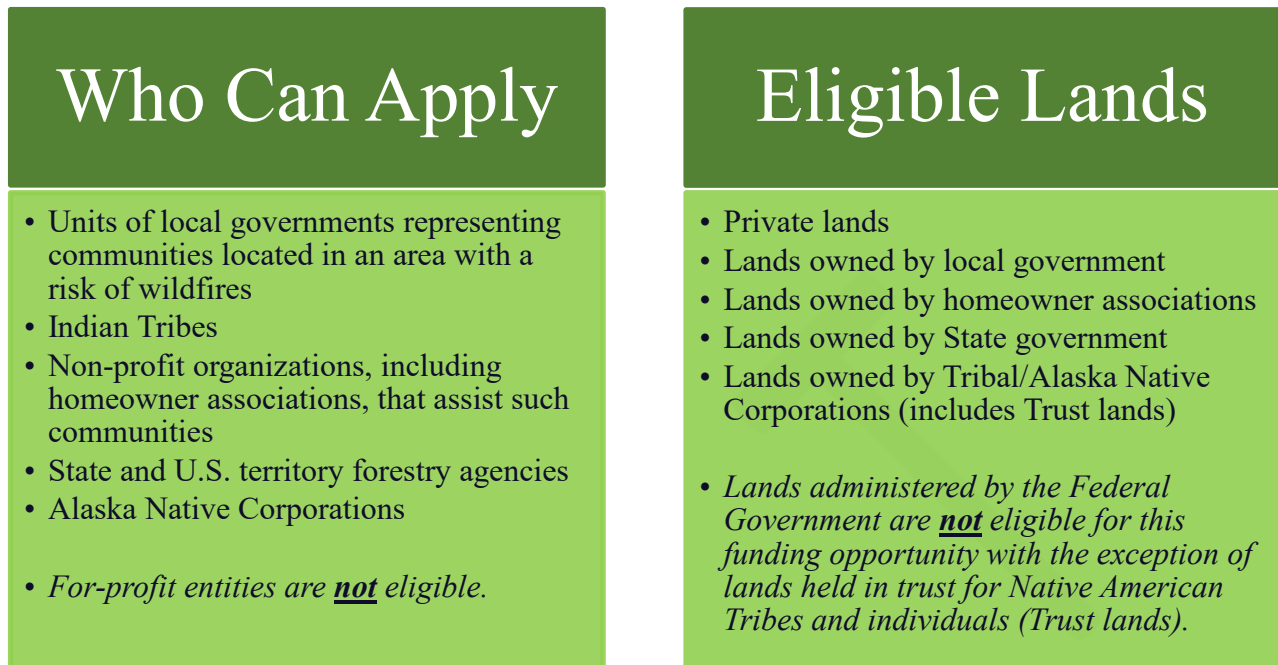 Who Can Apply
• Units of local governments representing
communities located in an area with a
risk of wildfires
• Indian Tribes
• Non-profit organizations, including
homeowner associations, that assist such
communities
• State and U.S. territory forestry agencies
• Alaska Native Corporations
• For-profit entities are not eligible.
Eligible Lands
• Private lands
• Lands owned by local government
• Lands owned by homeowner associations
• Lands owned by State government
• Lands owned by Tribal/Alaska Native
Corporations (includes Trust lands)
• Lands administered by the Federal
Government are not eligible for this
funding opportunity with the exception of
lands held in trust for Native American
Tribes and individuals (Trust lands).